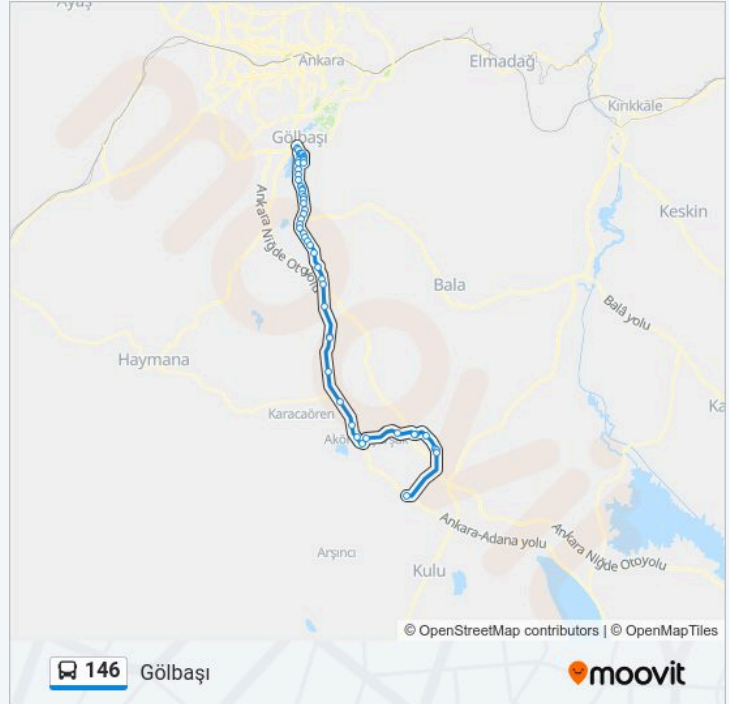 Ayaş
Ankara
Elmadağ
Kırıkkale
Gölbaşı
Keskin
Ankara Niğde Otoyolu
Bala
Balâ yolu
Haymana
Karacaören
Ankara-Adana yolu
Ankara Niğde Otoyolu
Arşıncı
Kulu
© OpenStreetMap contributors | © OpenMapTiles
146 Gölbaşı
moovit